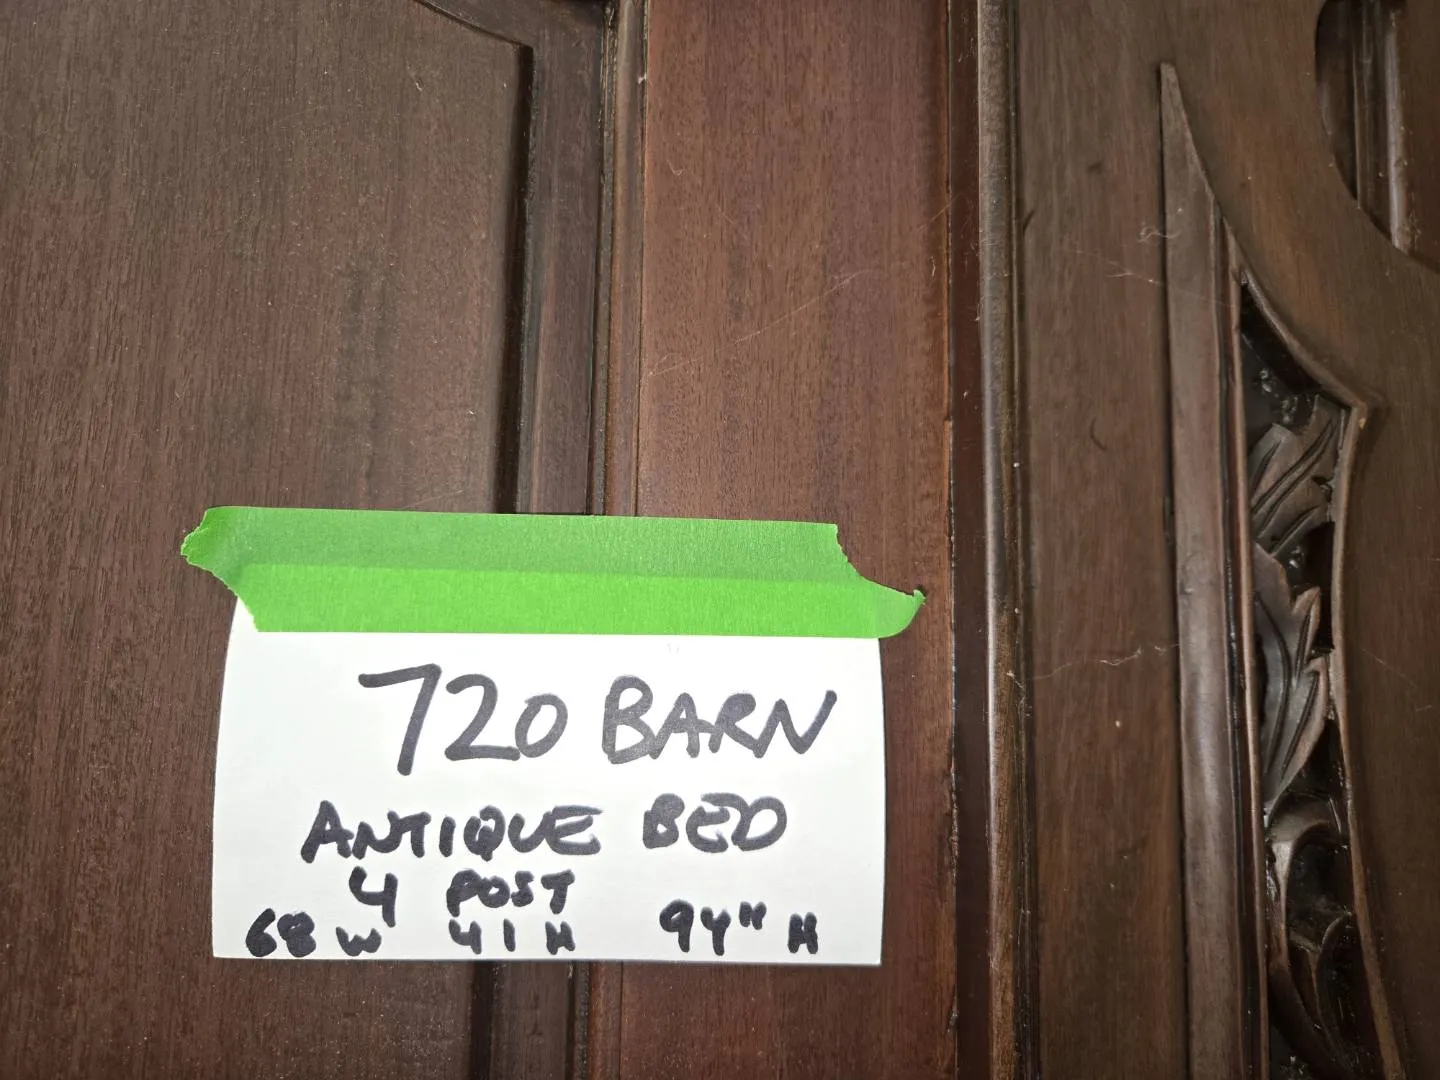 720 BARN
ANTIQUE BED
4 POST
68 W 41 H 94" H